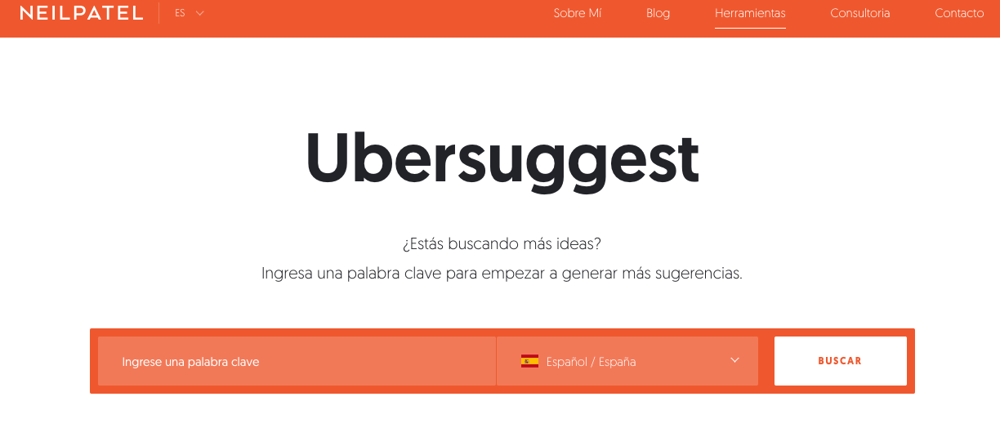 NEILPATEL ES Sobre Mí Blog Herramientas Consultoria Contacto
Ubersuggest
¿Estás buscando más ideas?
Ingresa una palabra clave para empezar a generar más sugerencias.
Ingrese una palabra clave Español / España BUSCAR